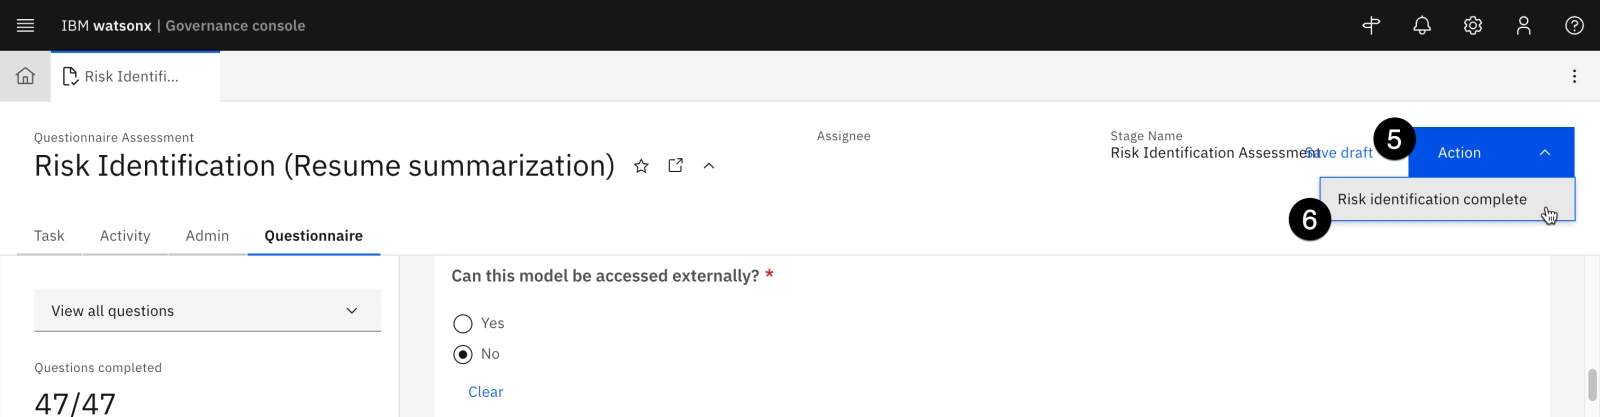 IBM watsonx | Governance console
Risk Identifi...
Questionnaire Assessment
Risk Identification (Resume summarization)
Assignee
Stage Name
Risk Identification Assessment
Save draft
5
Action
Risk identification complete
6
Task Activity Admin Questionnaire
View all questions
Questions completed
47/47
Can this model be accessed externally? *
Yes
No
Clear